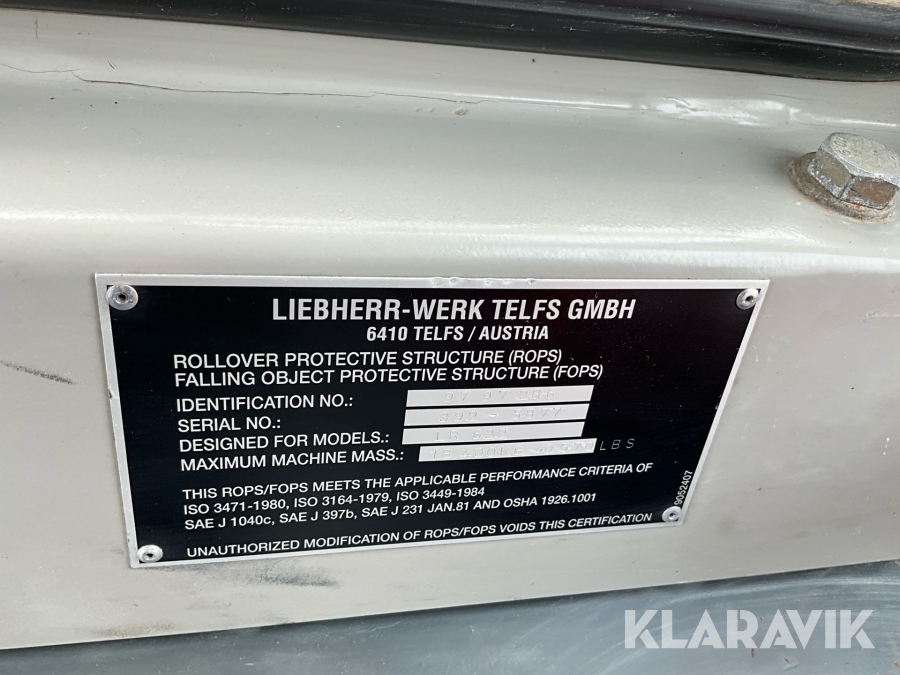 LIEBHERR-WERK TELFS GMBH
6410 TELFS / AUSTRIA
ROLLOVER PROTECTIVE STRUCTURE (ROPS)
FALLING OBJECT PROTECTIVE STRUCTURE (FOPS)
IDENTIFICATION NO.:
SERIAL NO.:
DESIGNED FOR MODELS.:
MAXIMUM MACHINE MASS.: LBS
THIS ROPS/FOPS MEETS THE APPLICABLE PERFORMANCE CRITERIA OF
ISO 3471-1980, ISO 3164-1979, ISO 3449-1984
SAE J 1040c, SAE J 397b, SAE J 231 JAN.81 AND OSHA 1926.1001
UNAUTHORIZED MODIFICATION OF ROPS/FOPS VOIDS THIS CERTIFICATION
9052407
KLARAVIK